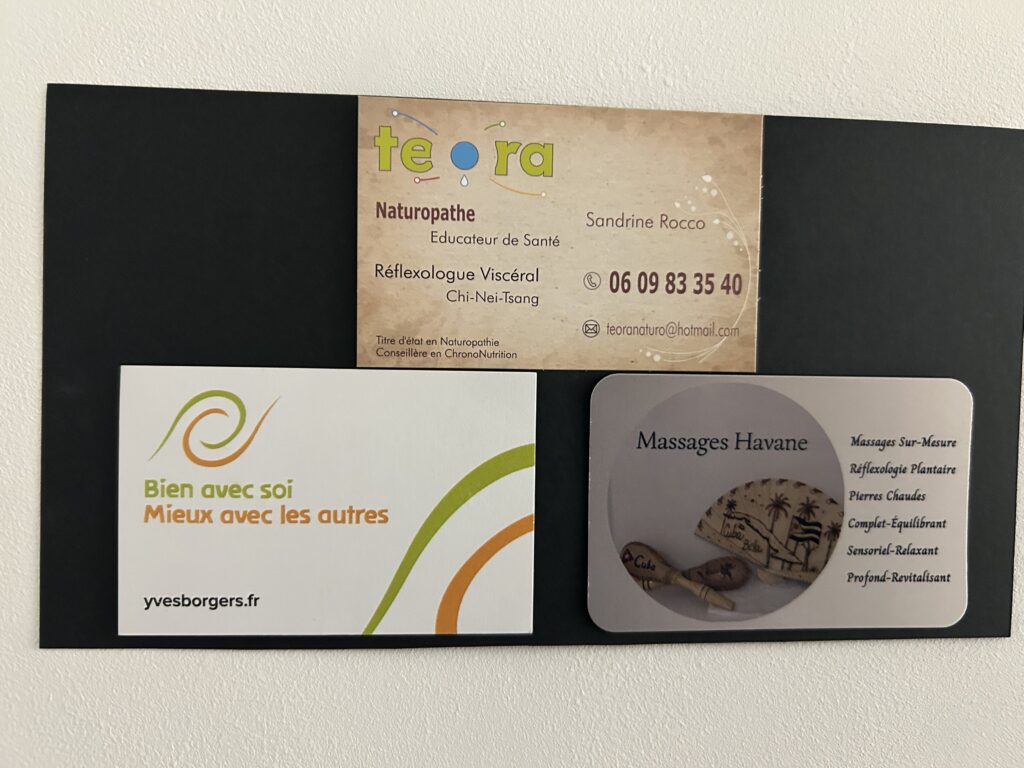 teora
Naturopathe
Educateur de Santé
Réflexologue Viscéral
Chi-Nei-Tsang
Titre d'état en Naturopathie
Conseillère en ChronoNutrition
Sandrine Rocco
06 09 83 35 40
teoranaturo@hotmail.com
Bien avec soi
Mieux avec les autres
yvesborgers.fr
Massages Havane
Cuba
Bella
Cuba
Massages Sur-Mesure
Réflexologie Plantaire
Pierres Chaudes
Complet-Équilibrant
Sensoriel-Relaxant
Profond-Revitalisant